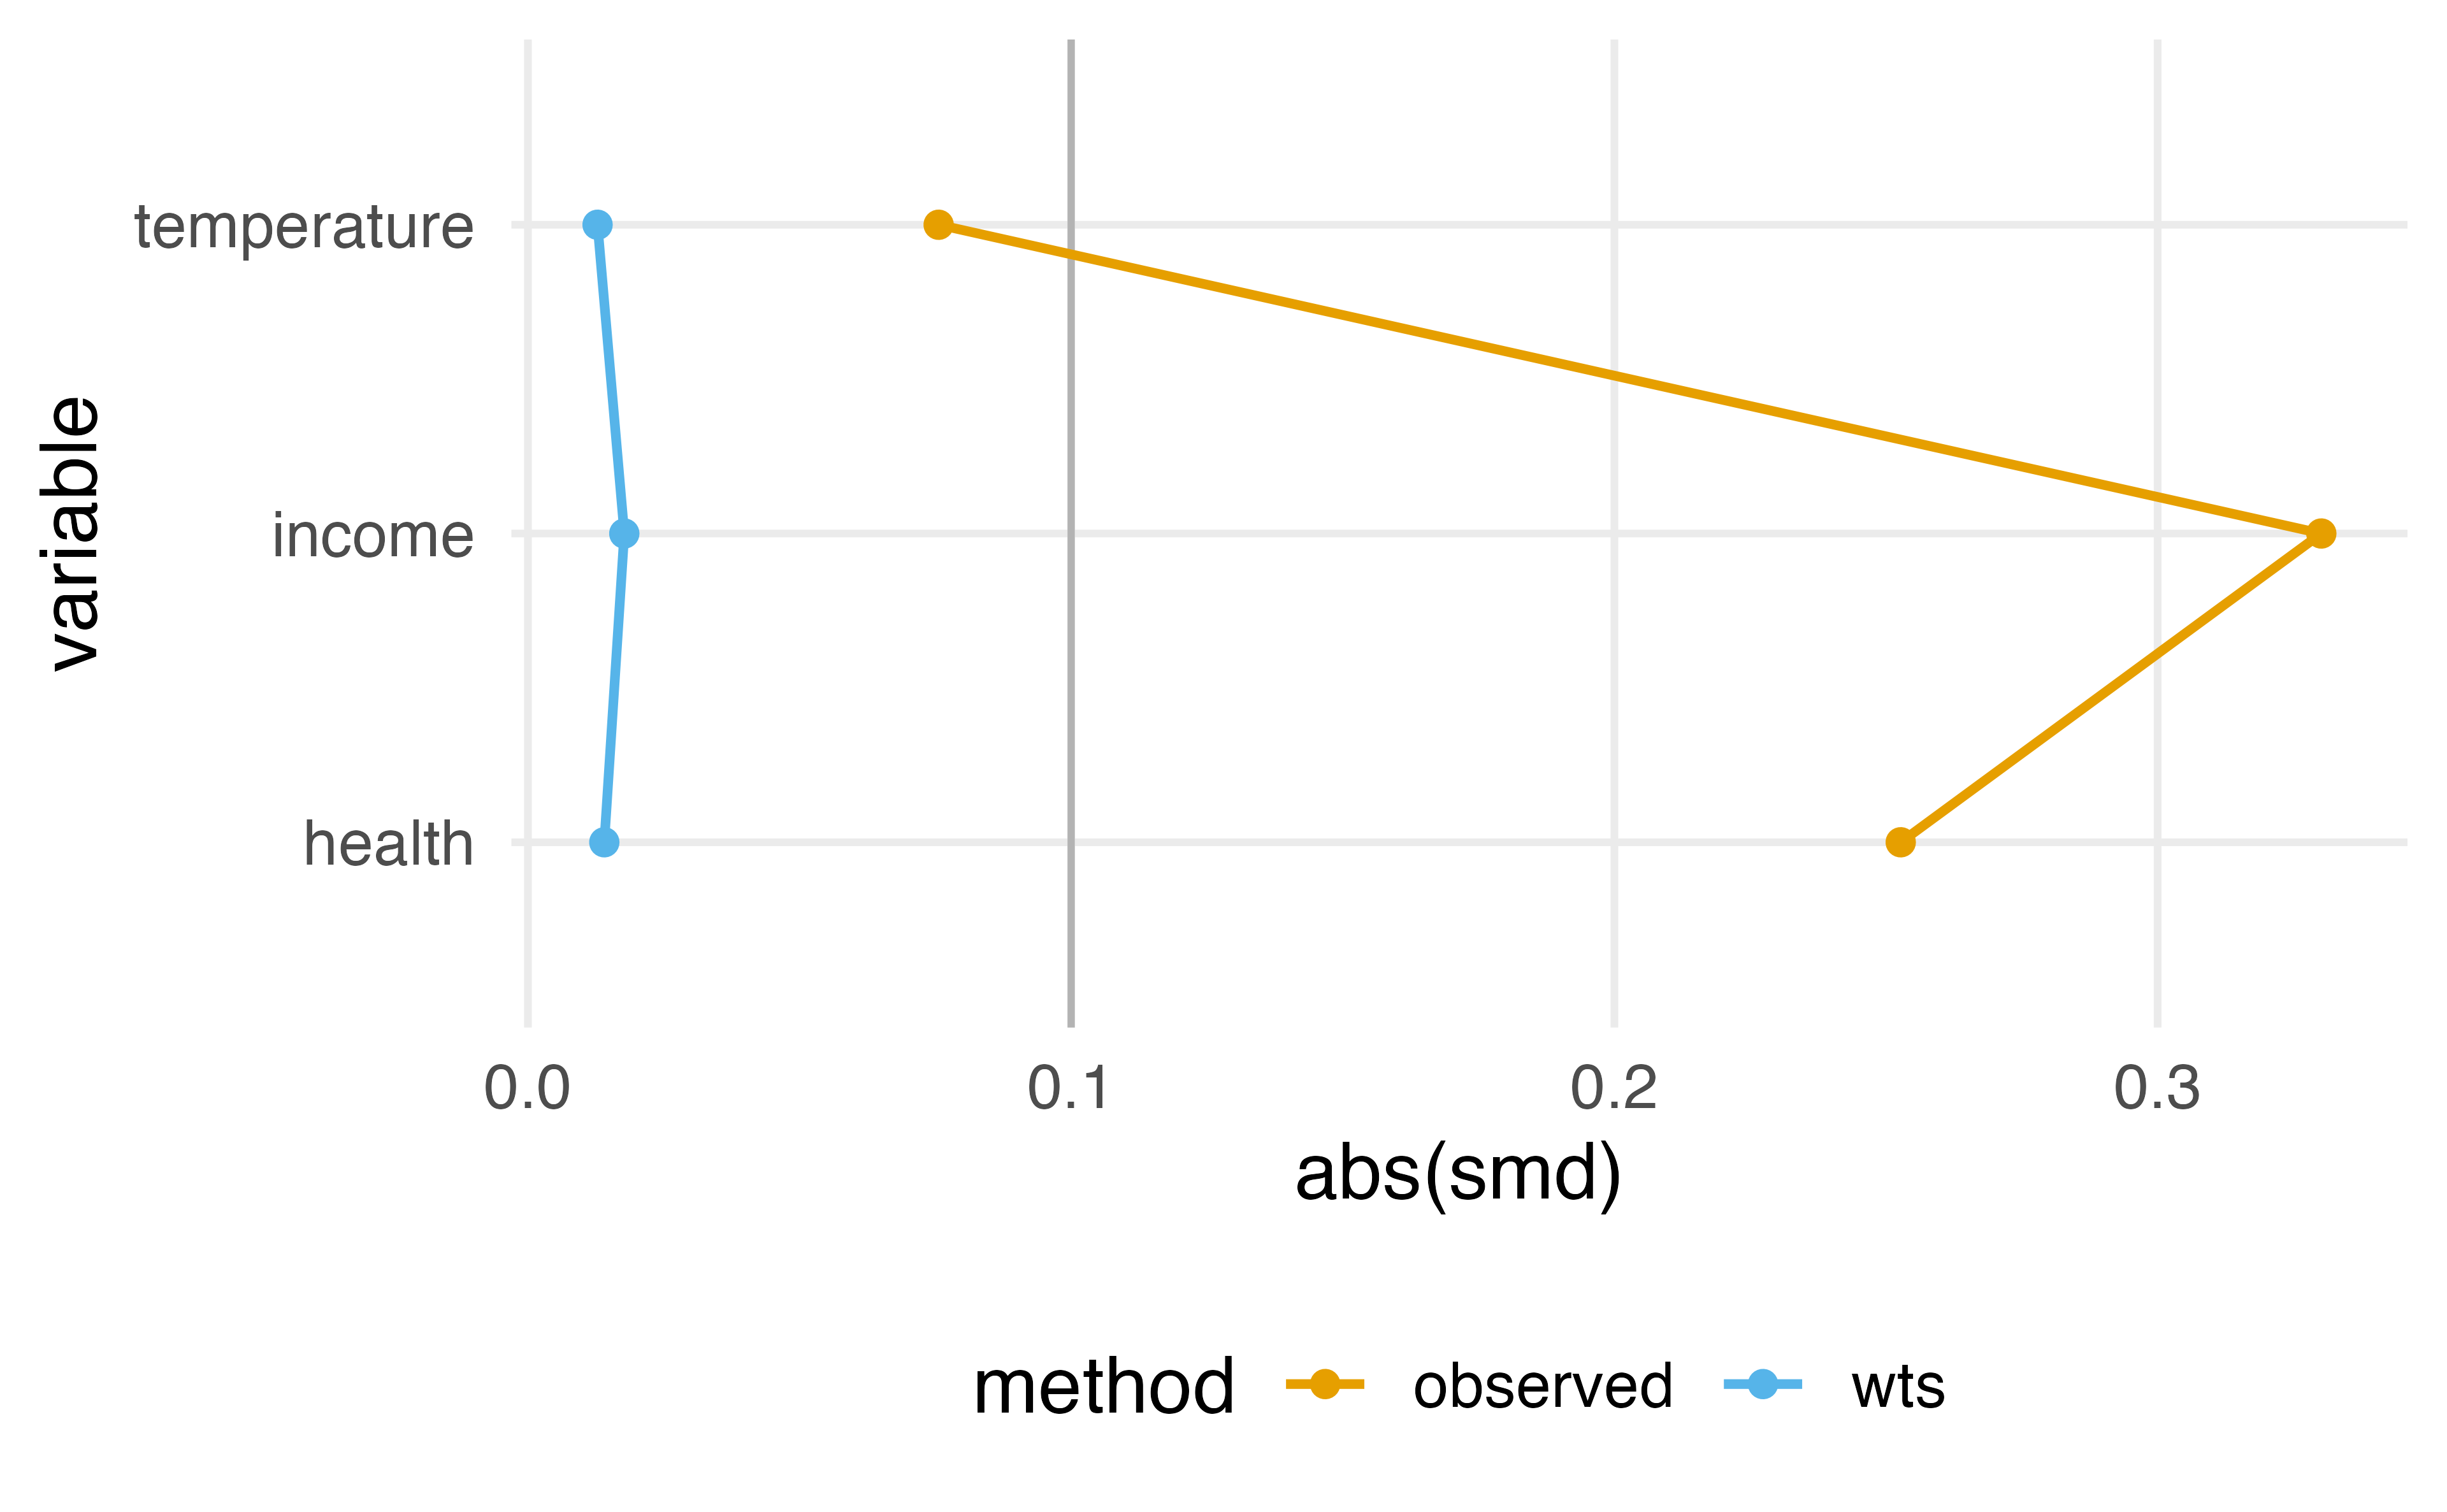 variable
temperature
income
health
0.0 0.1 0.2 0.3
abs(smd)
method observed wts